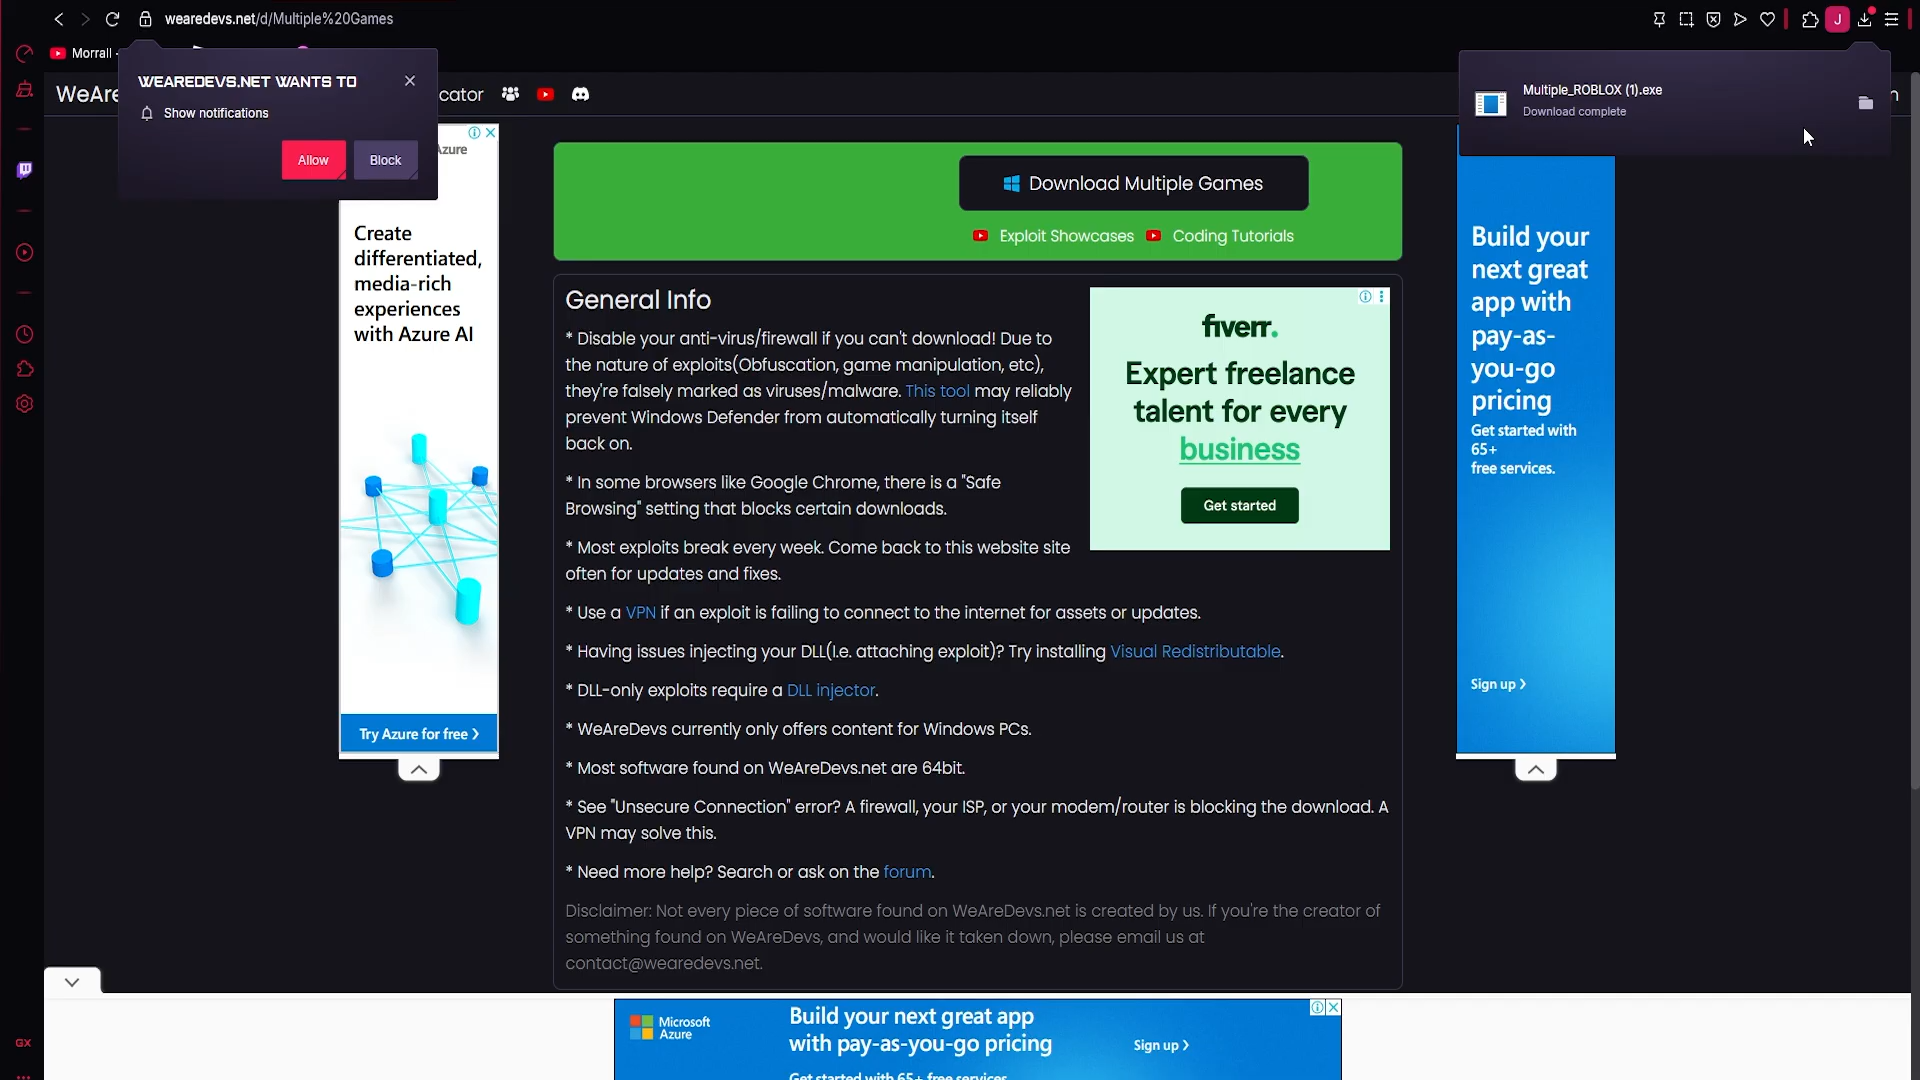 wearedevs.net/d/Multiple%20Games
J
Morrall -
WEAREDEVS.NET WANTS TO
Show notifications
Allow
Block
WeAre
cator
Multiple_ROBLOX (1).exe
Download complete
n
Azure
Create
differentiated,
media-rich
experiences
with Azure AI
Try Azure for free >
Download Multiple Games
Exploit Showcases
Coding Tutorials
General Info
* Disable your anti-virus/firewall if you can't download! Due to
the nature of exploits(Obfuscation, game manipulation, etc),
they're falsely marked as viruses/malware. This tool may reliably
prevent Windows Defender from automatically turning itself
back on.
* In some browsers like Google Chrome, there is a "Safe
Browsing" setting that blocks certain downloads.
* Most exploits break every week. Come back to this website site
often for updates and fixes.
* Use a VPN if an exploit is failing to connect to the internet for assets or updates.
* Having issues injecting your DLL(I.e. attaching exploit)? Try installing Visual Redistributable.
* DLL-only exploits require a DLL injector.
* WeAreDevs currently only offers content for Windows PCs.
* Most software found on WeAreDevs.net are 64bit.
* See "Unsecure Connection" error? A firewall, your ISP, or your modem/router is blocking the download. A
VPN may solve this.
* Need more help? Search or ask on the forum.
Disclaimer: Not every piece of software found on WeAreDevs.net is created by us. If you're the creator of
something found on WeAreDevs, and would like it taken down, please email us at
contact@wearedevs.net.
fiverr.
Expert freelance
talent for every
business
Get started
Build your
next great
app with
pay-as-
you-go
pricing
Get started with
65+
free services.
Sign up >
GX
Microsoft
Azure
Build your next great app
with pay-as-you-go pricing
Get started with 65+ free services
Sign up >